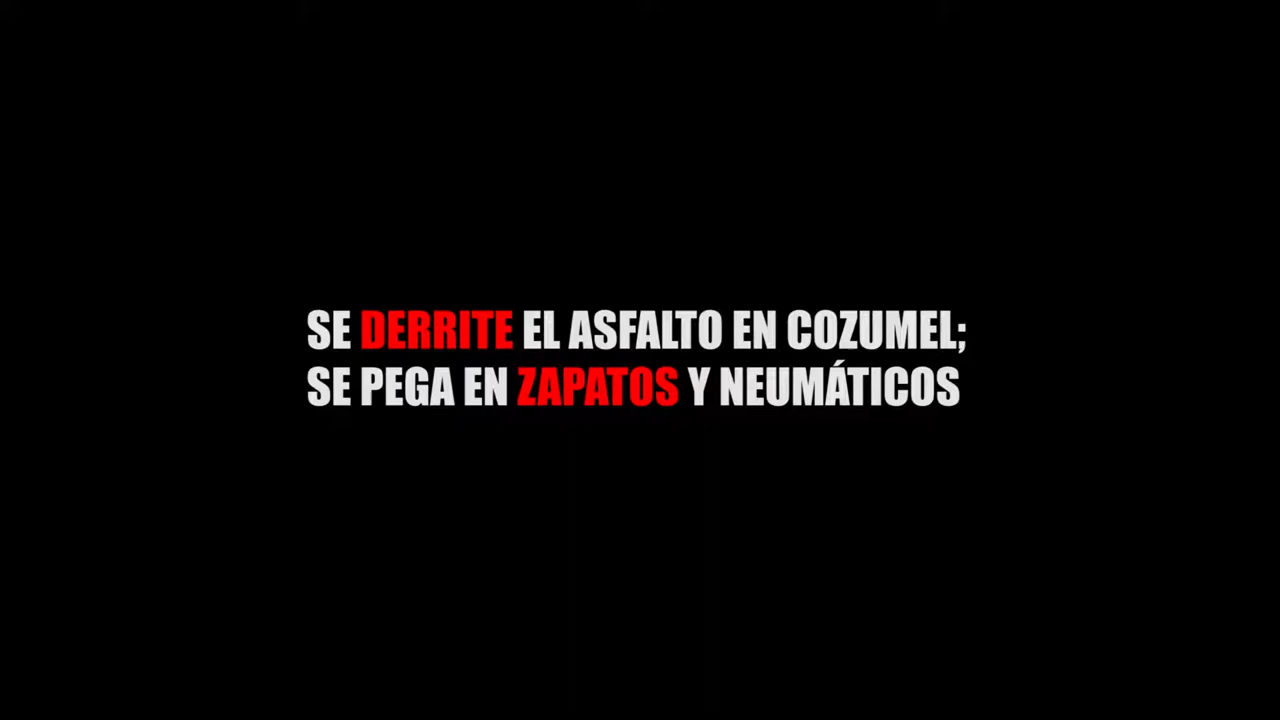 SE DERRITE EL ASFALTO EN COZUMEL;
SE PEGA EN ZAPATOS Y NEUMÁTICOS